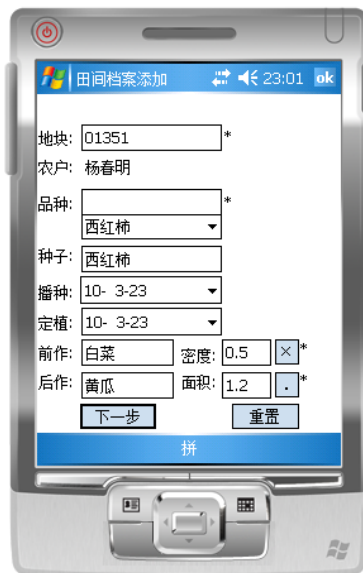 田间档案添加 23:01 ok
地块: 01351 *
农户: 杨春明
品种: *
西红柿
种子: 西红柿
播种: 10- 3-23
定植: 10- 3-23
前作: 白菜 密度: 0.5 × *
后作: 黄瓜 面积: 1.2 . *
下一步 重置
拼